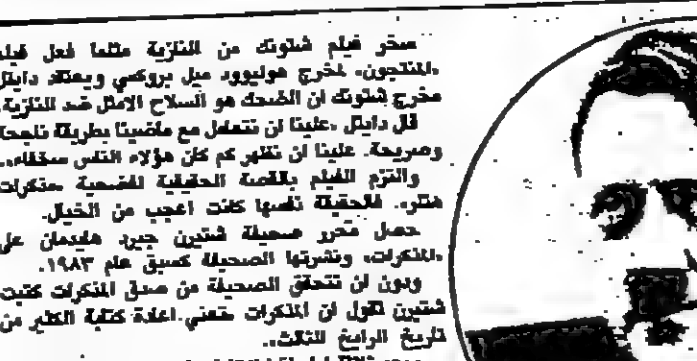 سخر فيلم شتونك من النازية مثلما فعل فيلم
«المنتجون» لمخرج هوليوود ميل بروكس ويعتقد دايتل
مخرج شتونك ان الضحك هو السلاح الامثل ضد النازية.
قال دايتل «علينا ان نتعامل مع ماضينا بطريقة ناجحة
وصريحة. علينا ان نظهر كم كان هؤلاء الناس سخفاء».
والتزم الفيلم بالقصة الحقيقية لفضيحة «مذكرات
هتلر». فالحقيقة نفسها كانت اعجب من الخيال.
حصل محرر صحيفة شتيرن جيرد هايدمان على
«المذكرات» ونشرتها الصحيفة كسبق عام ١٩٨٣.
ودون ان تتحقق الصحيفة من صدق المذكرات كتبت
شتيرن تقول ان المذكرات «تعني اعادة كتابة الكثير من
تاريخ الرايخ الثالث».